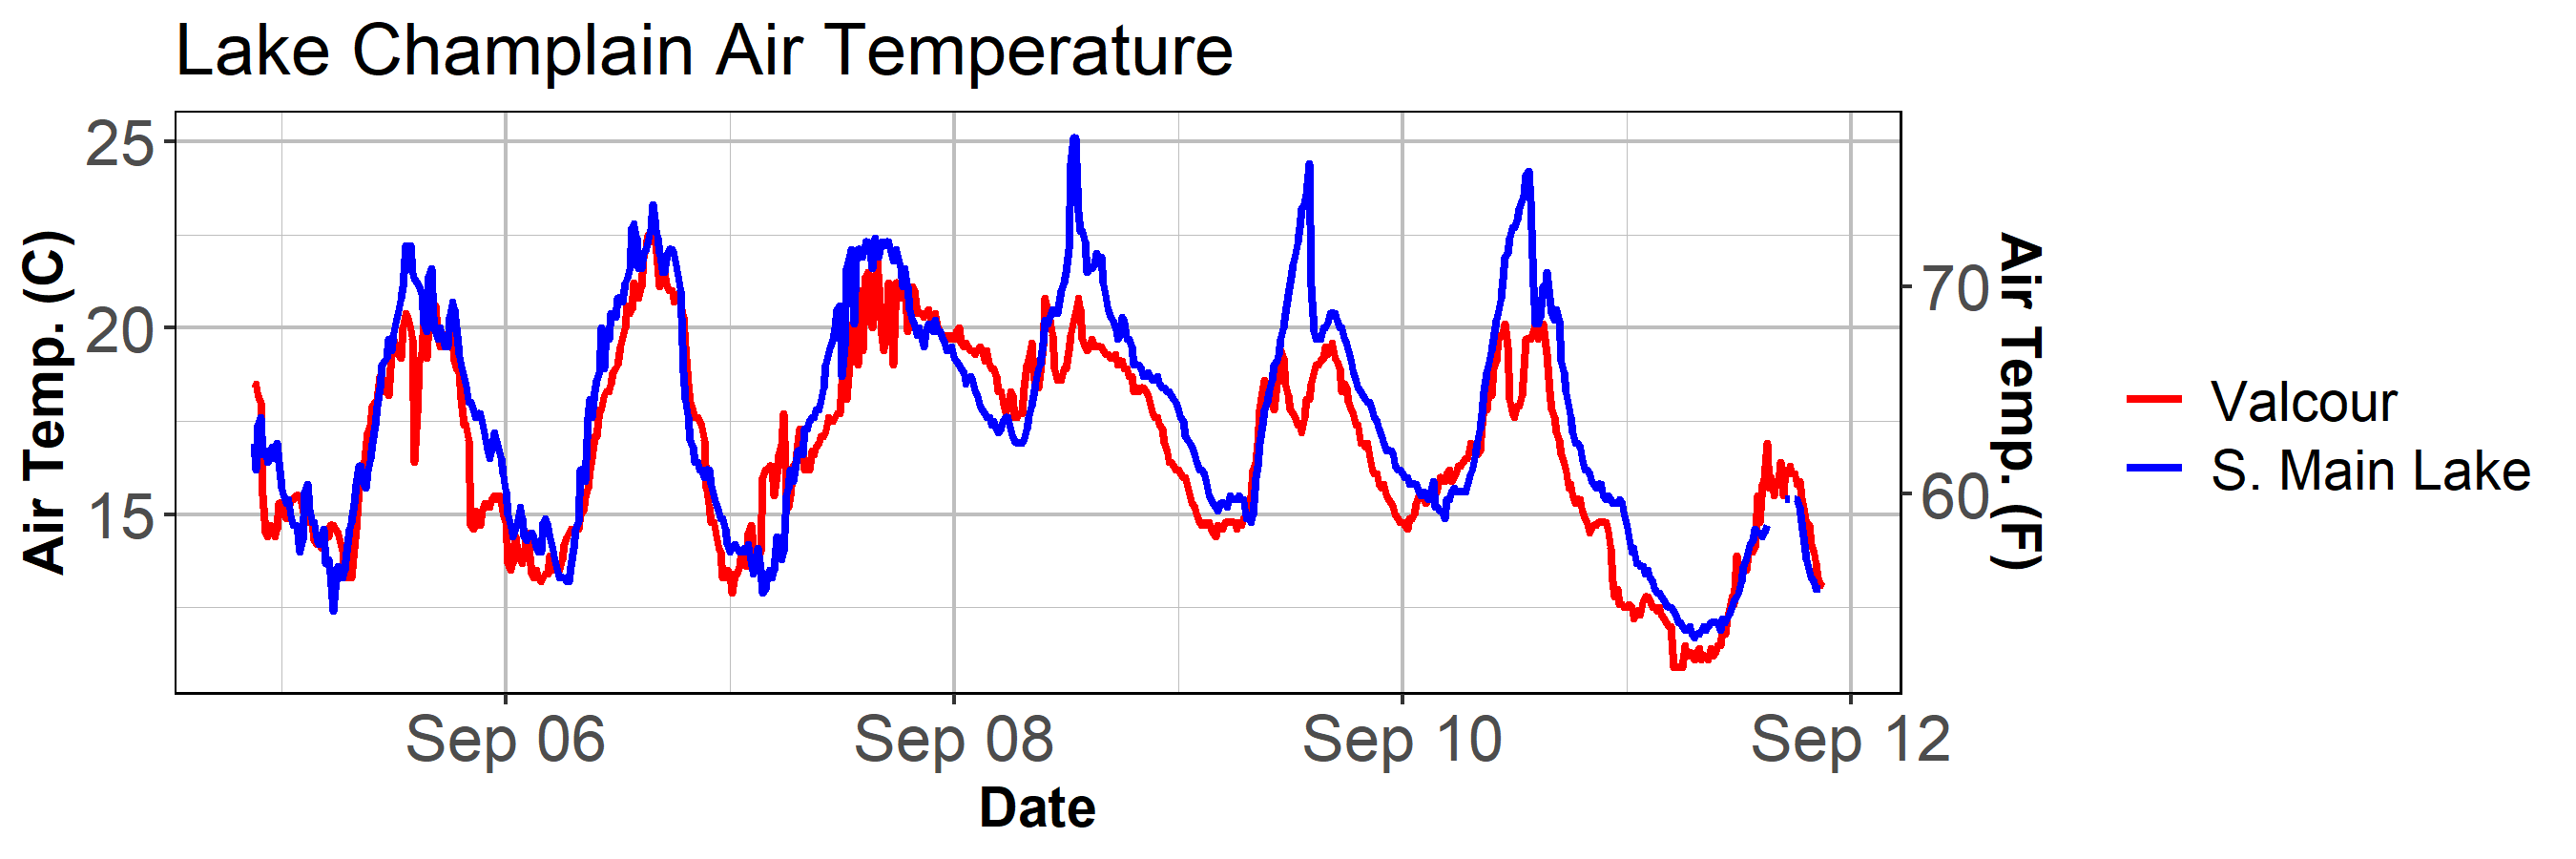 Lake Champlain Air Temperature
25
20
15
Air Temp. (C)
70
60
Air Temp. (F)
Sep 06
Sep 08
Sep 10
Sep 12
Date
Valcour
S. Main Lake